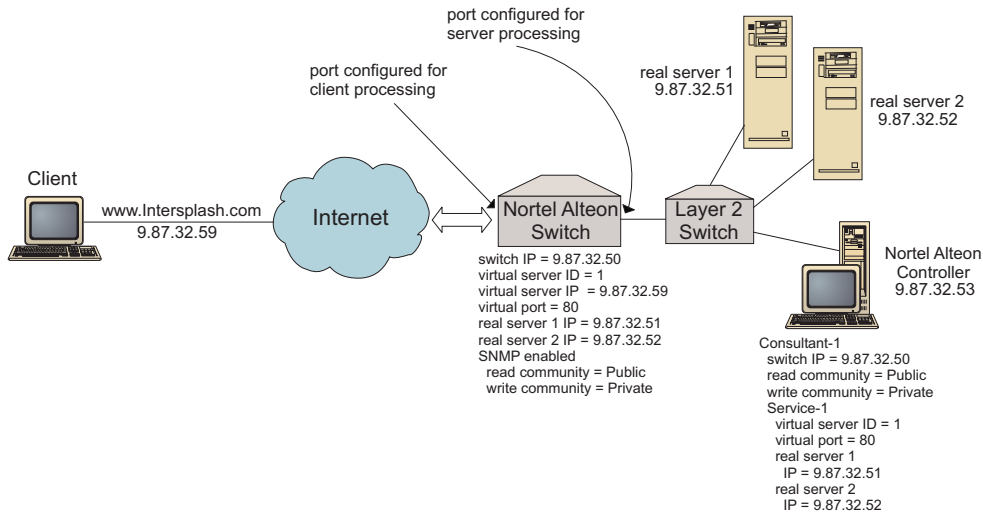 port configured for
server processing
port configured for
client processing
real server 1
9.87.32.51
real server 2
9.87.32.52
Client
www.Intersplash.com
9.87.32.59
Internet
Nortel Alteon
Switch
Layer 2
Switch
Nortel Alteon
Controller
9.87.32.53
switch IP = 9.87.32.50
virtual server ID = 1
virtual server IP = 9.87.32.59
virtual port = 80
real server 1 IP = 9.87.32.51
real server 2 IP = 9.87.32.52
SNMP enabled
read community = Public
write community = Private
Consultant-1
switch IP = 9.87.32.50
read community = Public
write community = Private
Service-1
virtual server ID = 1
virtual port = 80
real server 1
IP = 9.87.32.51
real server 2
IP = 9.87.32.52